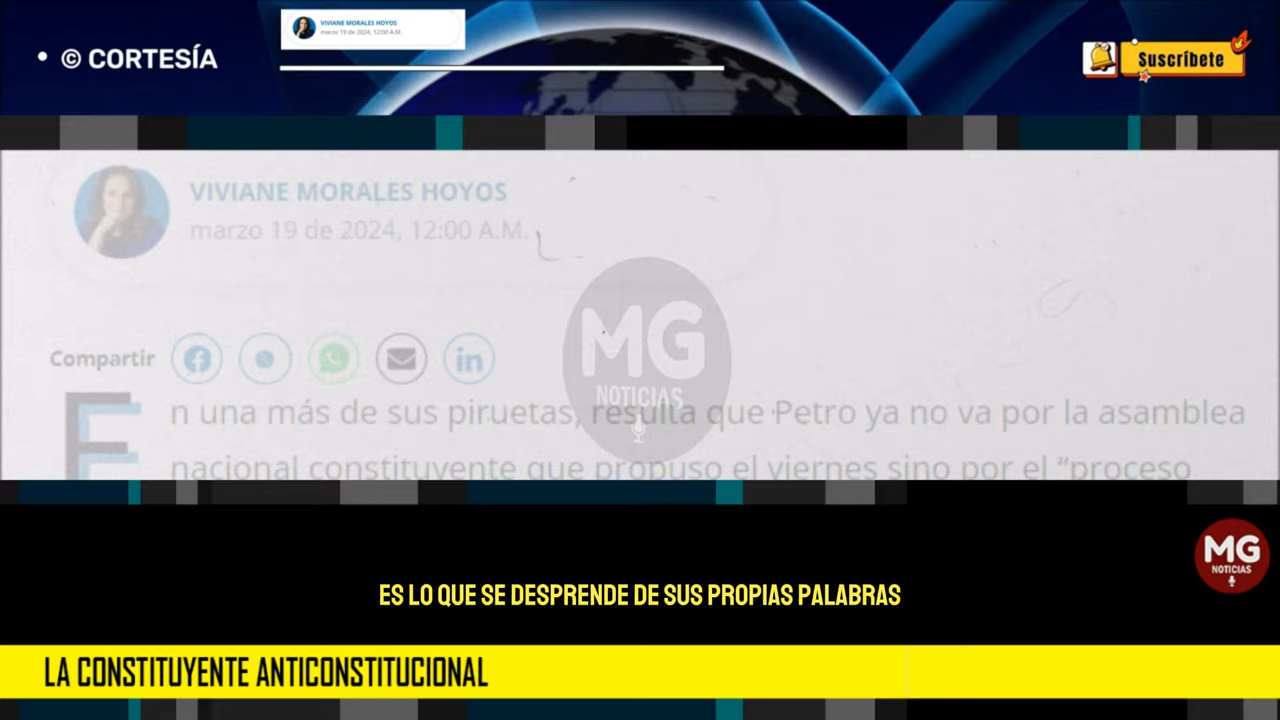 VIVIANE MORALES HOYOS
marzo 19 de 2024, 12:00 A.M.
• © CORTESÍA
Suscríbete
VIVIANE MORALES HOYOS
marzo 19 de 2024, 12:00 A.M.
Compartir
En una más de sus piruetas, resulta que Petro ya no va por la asamblea
nacional constituyente que propuso el viernes sino por el “proceso
MG
NOTICIAS
MG
NOTICIAS
ES LO QUE SE DESPRENDE DE SUS PROPIAS PALABRAS
LA CONSTITUYENTE ANTICONSTITUCIONAL